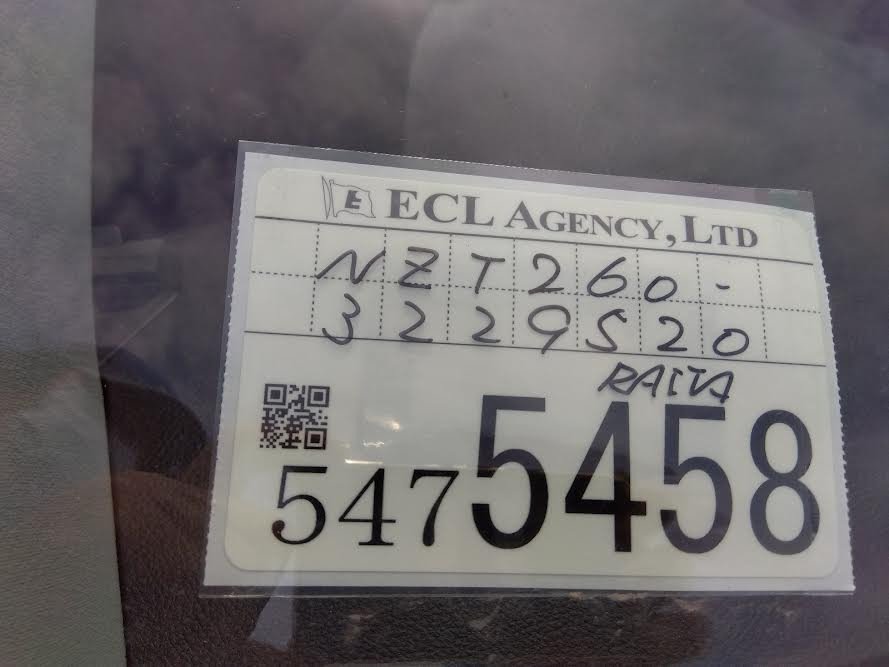 E ECL AGENCY, LTD
NZT260-
3229520
RAITA
5475458